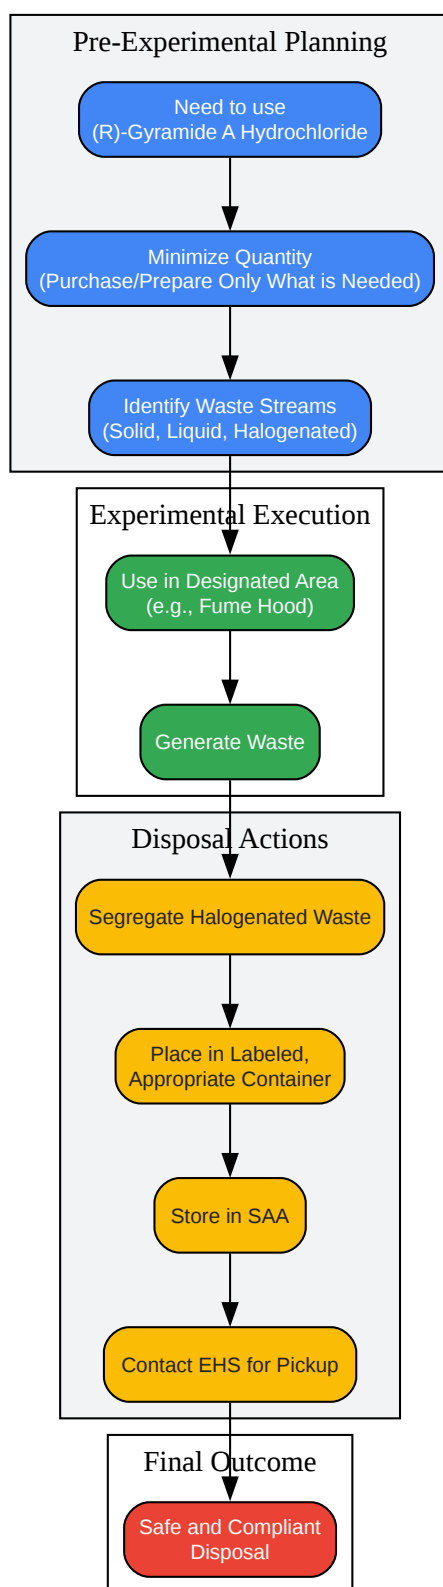 Pre-Experimental Planning
Need to use
(R)-Gyramide A Hydrochloride
Minimize Quantity
(Purchase/Prepare Only What is Needed)
Identify Waste Streams
(Solid, Liquid, Halogenated)
Experimental Execution
Use in Designated Area
(e.g., Fume Hood)
Generate Waste
Disposal Actions
Segregate Halogenated Waste
Place in Labeled,
Appropriate Container
Store in SAA
Contact EHS for Pickup
Final Outcome
Safe and Compliant
Disposal